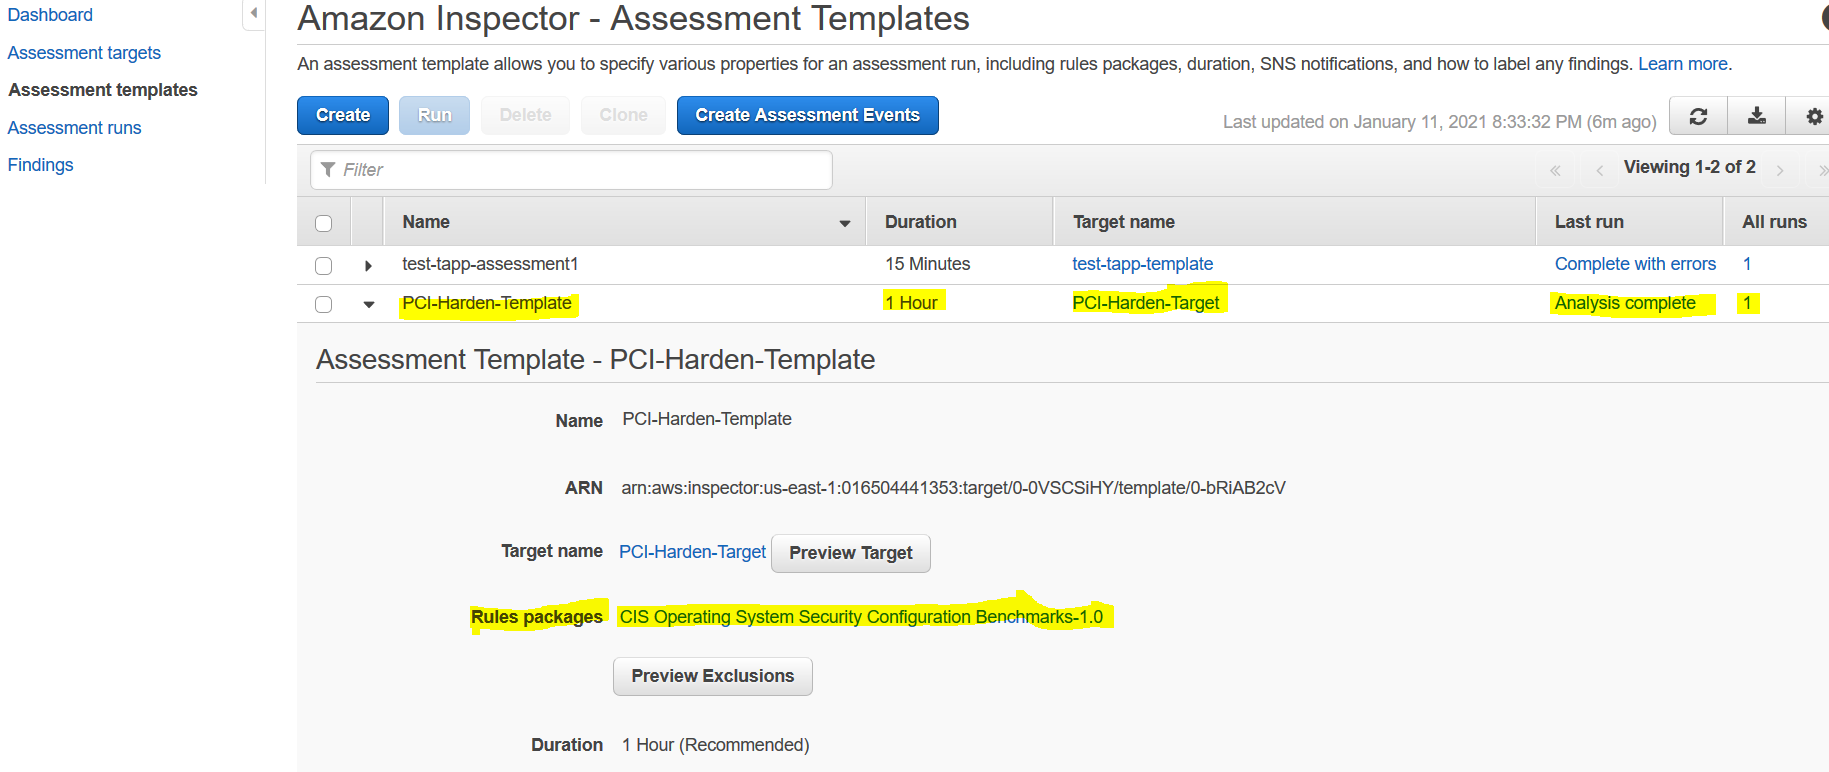 Dashboard
Assessment targets
Assessment templates
Assessment runs
Findings
Amazon Inspector - Assessment Templates
An assessment template allows you to specify various properties for an assessment run, including rules packages, duration, SNS notifications, and how to label any findings. Learn more.
Create Run Delete Clone Create Assessment Events Last updated on January 11, 2021 8:33:32 PM (6m ago)
Filter « ‹ Viewing 1-2 of 2 › »
Name Duration Target name Last run All runs
test-tapp-assessment1 15 Minutes test-tapp-template Complete with errors 1
PCI-Harden-Template 1 Hour PCI-Harden-Target Analysis complete 1
Assessment Template - PCI-Harden-Template
Name PCI-Harden-Template
ARN arn:aws:inspector:us-east-1:016504441353:target/0-0VSCSiHY/template/0-bRiAB2cV
Target name PCI-Harden-Target Preview Target
Rules packages CIS Operating System Security Configuration Benchmarks-1.0
Preview Exclusions
Duration 1 Hour (Recommended)